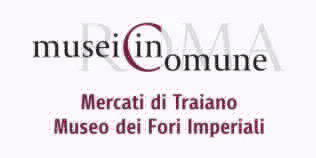 ROMA
musei in Comune
Mercati di Traiano
Museo dei Fori Imperiali